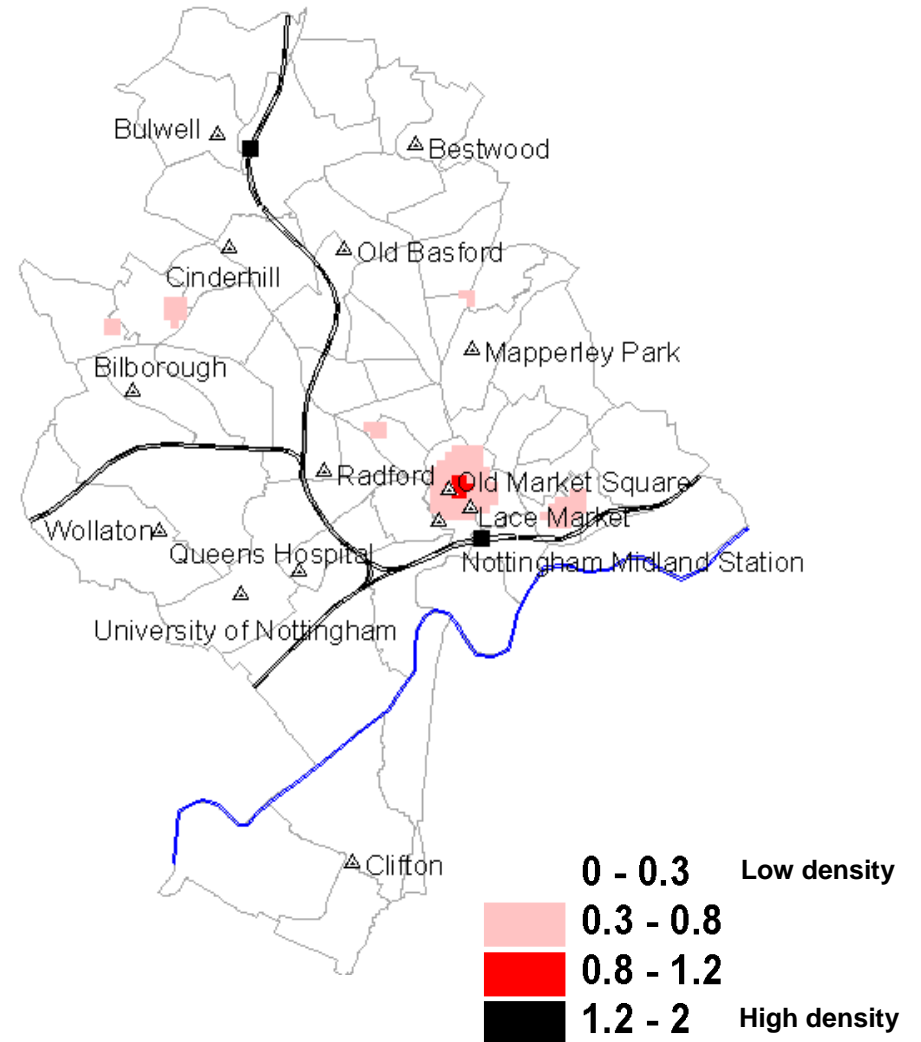 Bulwell
Bestwood
Old Basford
Cinderhill
Mapperley Park
Bilborough
Radford
Old Market Square
Lace Market
Wollaton
Queens Hospital
Nottingham Midland Station
University of Nottingham
Clifton
0 - 0.3 Low density
0.3 - 0.8
0.8 - 1.2
1.2 - 2 High density